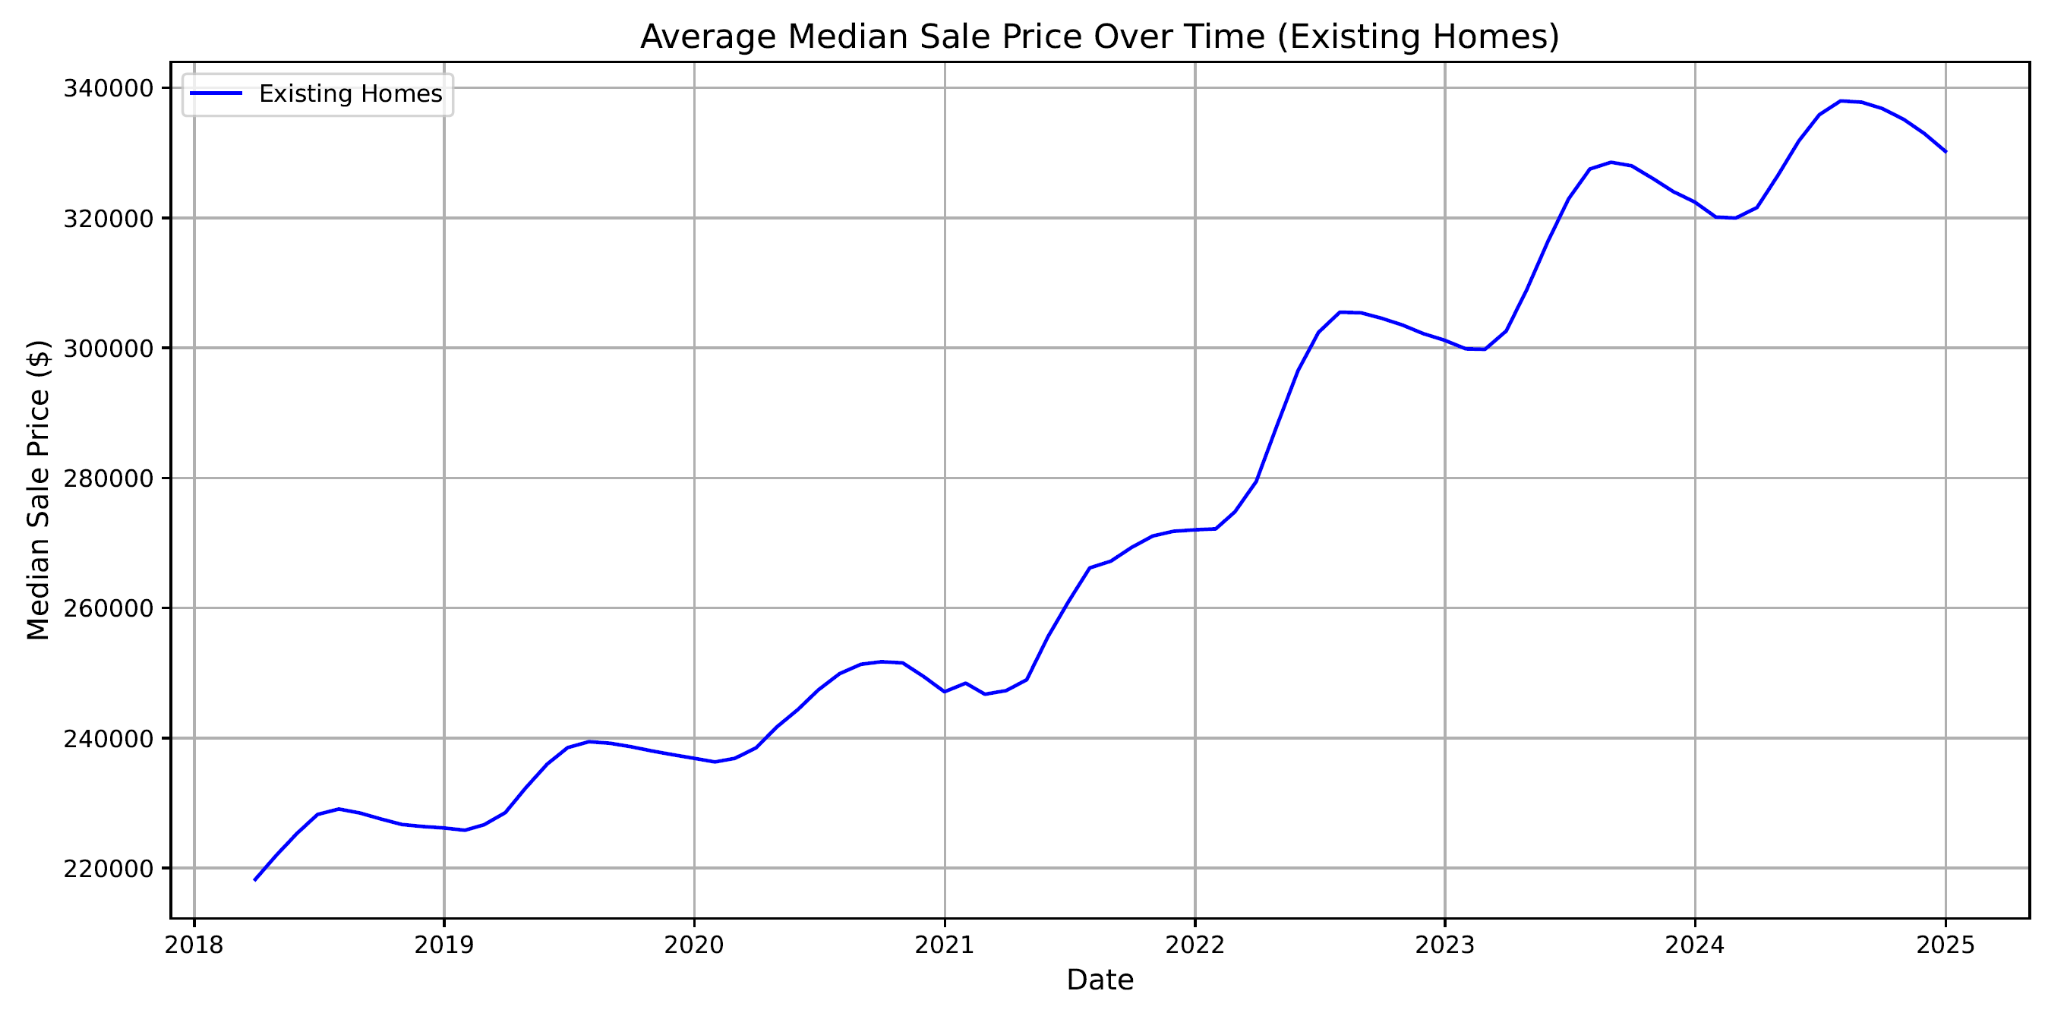 Average Median Sale Price Over Time (Existing Homes)
Existing Homes
Median Sale Price ($)
340000
320000
300000
280000
260000
240000
220000
2018 2019 2020 2021 2022 2023 2024 2025
Date